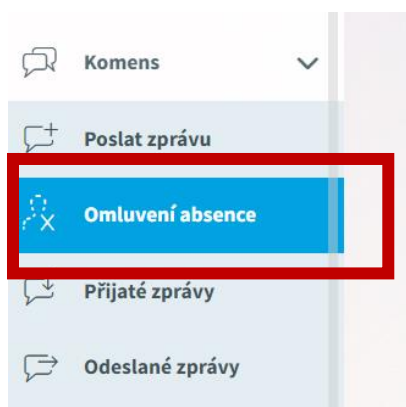 Komens
Poslat zprávu
Omluvení absence
Přijaté zprávy
Odeslané zprávy